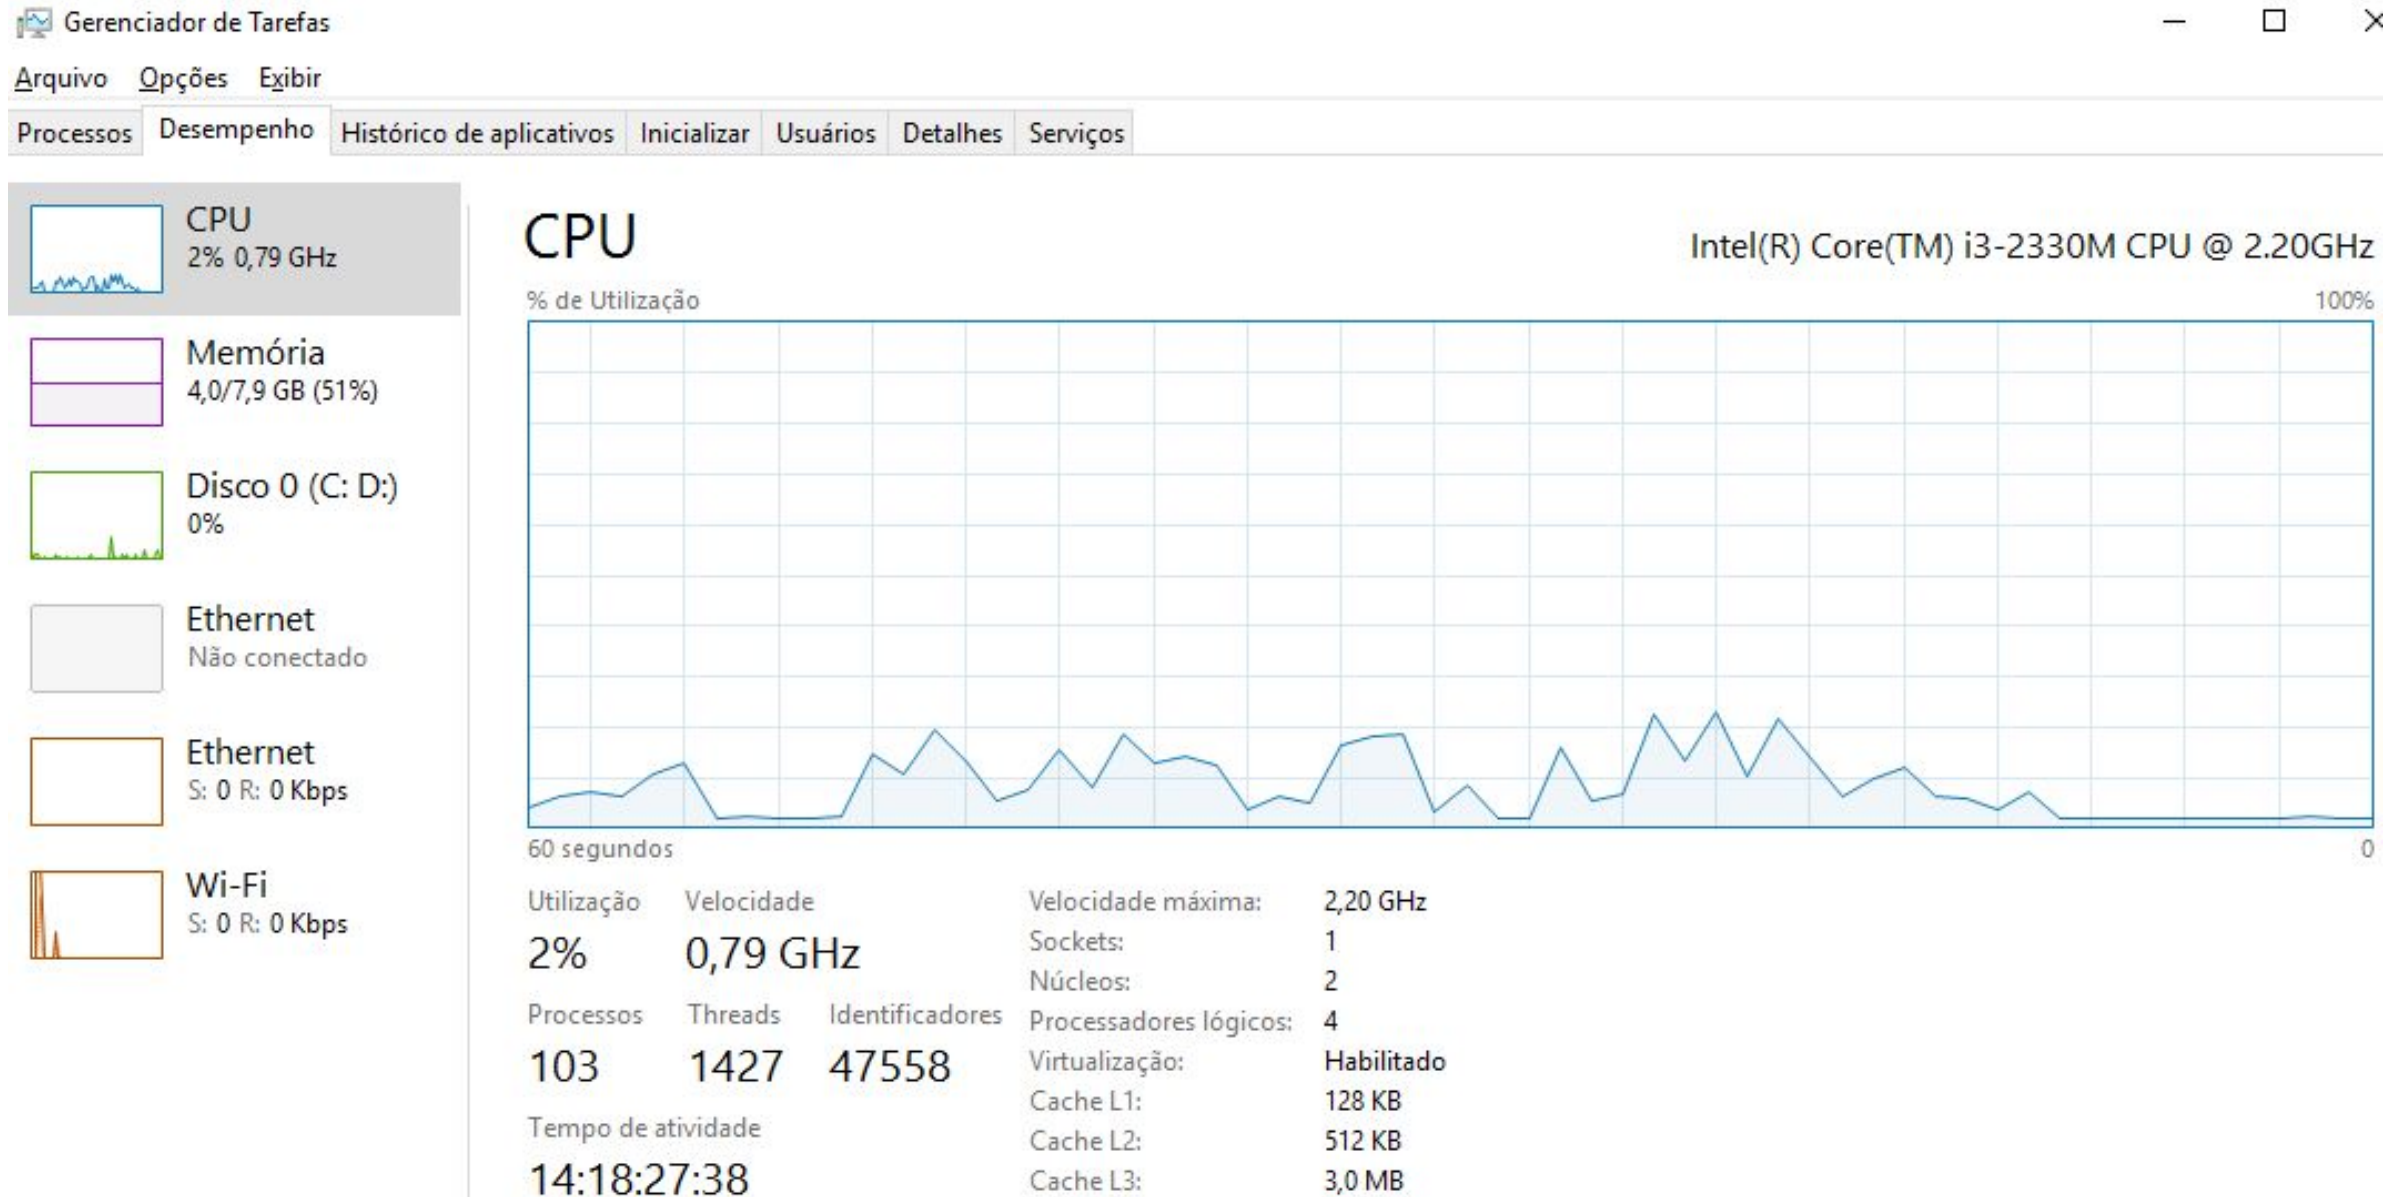 Gerenciador de Tarefas
Arquivo Opções Exibir
Processos Desempenho Histórico de aplicativos Inicializar Usuários Detalhes Serviços
CPU
2% 0,79 GHz
Memória
4,0/7,9 GB (51%)
Disco 0 (C: D:)
0%
Ethernet
Não conectado
Ethernet
S: 0 R: 0 Kbps
Wi-Fi
S: 0 R: 0 Kbps
CPU
Intel(R) Core(TM) i3-2330M CPU @ 2.20GHz
% de Utilização 100%
60 segundos 0
Utilização Velocidade
2% 0,79 GHz
Processos Threads Identificadores
103 1427 47558
Tempo de atividade
14:18:27:38
Velocidade máxima: 2,20 GHz
Sockets: 1
Núcleos: 2
Processadores lógicos: 4
Virtualização: Habilitado
Cache L1: 128 KB
Cache L2: 512 KB
Cache L3: 3,0 MB